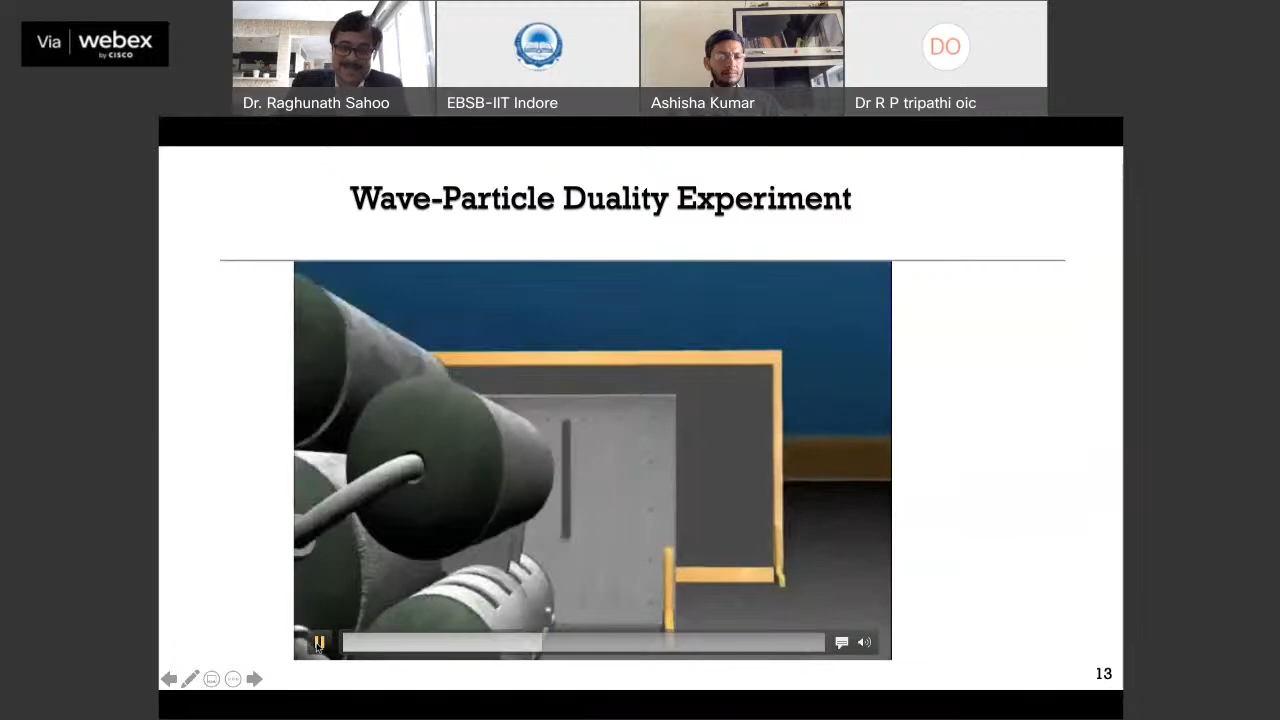 Via webex
by CISCO
Dr. Raghunath Sahoo
EBSB-IIT Indore
Ashisha Kumar
DO
Dr R P tripathi oic
Wave-Particle Duality Experiment
13